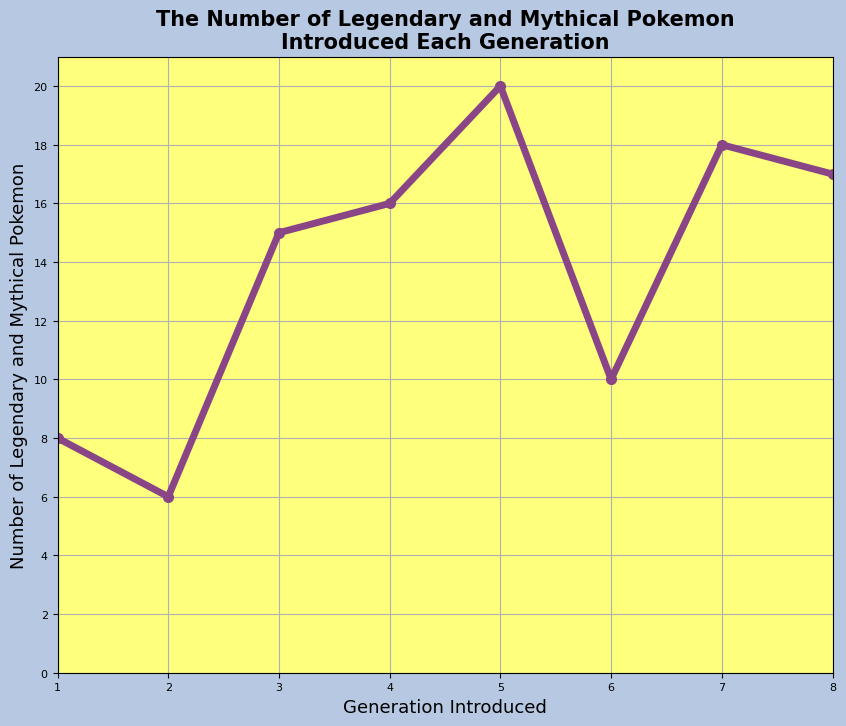 The Number of Legendary and Mythical Pokemon
Introduced Each Generation
Number of Legendary and Mythical Pokemon
20
18
16
14
12
10
8
6
4
2
0
1 2 3 4 5 6 7 8
Generation Introduced